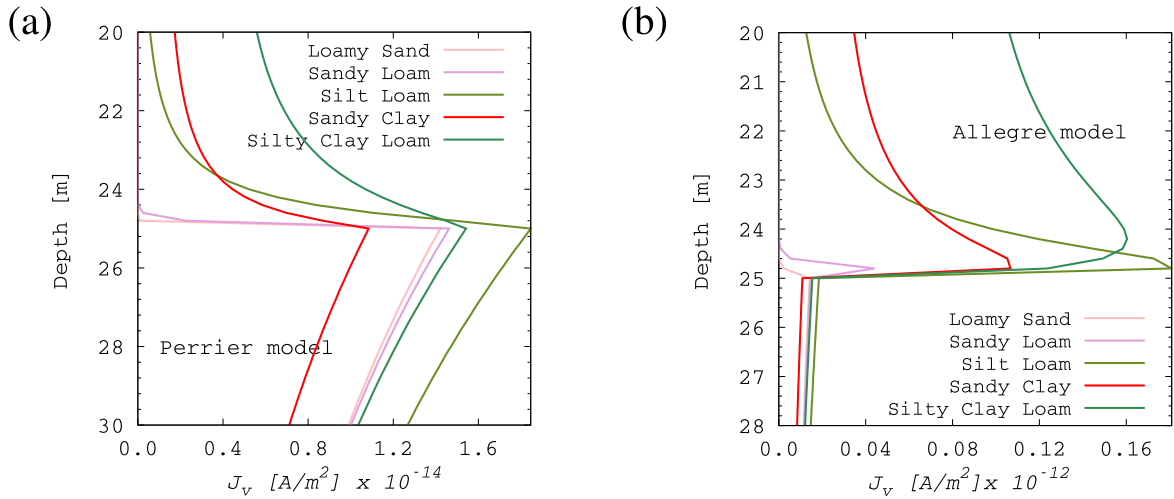 (a)
20
22
24
26
28
30
Depth [m]
Loamy Sand
Sandy Loam
Silt Loam
Sandy Clay
Silty Clay Loam
Perrier model
0.0 0.4 0.8 1.2 1.6
J_v [A/m^2] x 10^-14
(b)
20
21
22
23
24
25
26
27
28
Depth [m]
Allegre model
Loamy Sand
Sandy Loam
Silt Loam
Sandy Clay
Silty Clay Loam
0.0 0.04 0.08 0.12 0.16
J_v [A/m^2]x 10^-12